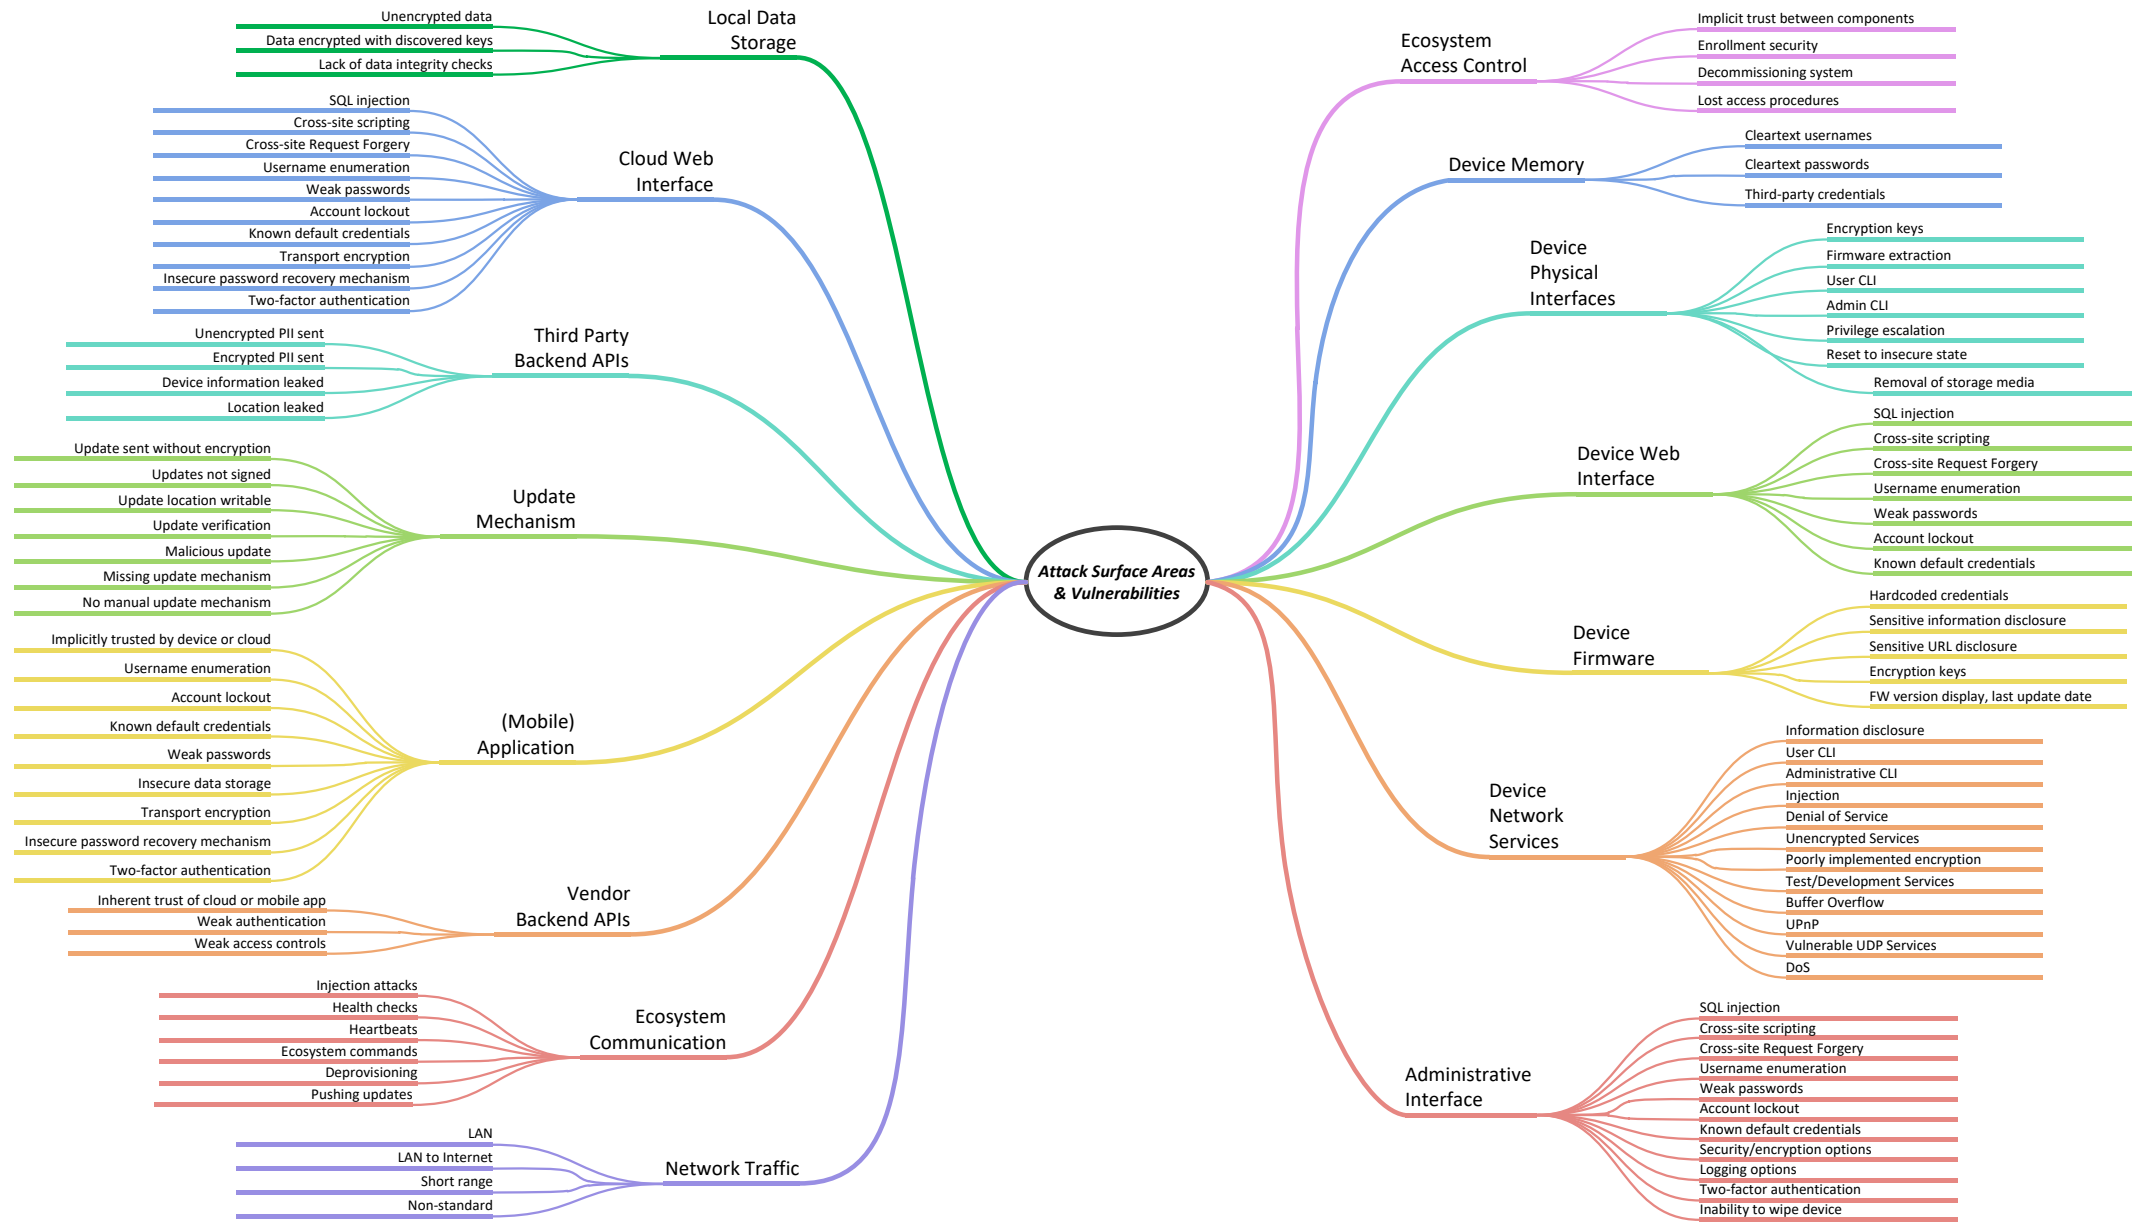 Local Data
Storage
Unencrypted data
Data encrypted with discovered keys
Lack of data integrity checks
Cloud Web
Interface
SQL injection
Cross-site scripting
Cross-site Request Forgery
Username enumeration
Weak passwords
Account lockout
Known default credentials
Transport encryption
Insecure password recovery mechanism
Two-factor authentication
Third Party
Backend APIs
Unencrypted PII sent
Encrypted PII sent
Device information leaked
Location leaked
Update
Mechanism
Update sent without encryption
Updates not signed
Update location writable
Update verification
Malicious update
Missing update mechanism
No manual update mechanism
(Mobile)
Application
Implicitly trusted by device or cloud
Username enumeration
Account lockout
Known default credentials
Weak passwords
Insecure data storage
Transport encryption
Insecure password recovery mechanism
Two-factor authentication
Vendor
Backend APIs
Inherent trust of cloud or mobile app
Weak authentication
Weak access controls
Ecosystem
Communication
Injection attacks
Health checks
Heartbeats
Ecosystem commands
Deprovisioning
Pushing updates
Network Traffic
LAN
LAN to Internet
Short range
Non-standard
Attack Surface Areas
& Vulnerabilities
Ecosystem
Access Control
Implicit trust between components
Enrollment security
Decommissioning system
Lost access procedures
Device Memory
Cleartext usernames
Cleartext passwords
Third-party credentials
Device
Physical
Interfaces
Encryption keys
Firmware extraction
User CLI
Admin CLI
Privilege escalation
Reset to insecure state
Removal of storage media
Device Web
Interface
SQL injection
Cross-site scripting
Cross-site Request Forgery
Username enumeration
Weak passwords
Account lockout
Known default credentials
Device
Firmware
Hardcoded credentials
Sensitive information disclosure
Sensitive URL disclosure
Encryption keys
FW version display, last update date
Device
Network
Services
Information disclosure
User CLI
Administrative CLI
Injection
Denial of Service
Unencrypted Services
Poorly implemented encryption
Test/Development Services
Buffer Overflow
UPnP
Vulnerable UDP Services
DoS
Administrative
Interface
SQL injection
Cross-site scripting
Cross-site Request Forgery
Username enumeration
Weak passwords
Account lockout
Known default credentials
Security/encryption options
Logging options
Two-factor authentication
Inability to wipe device